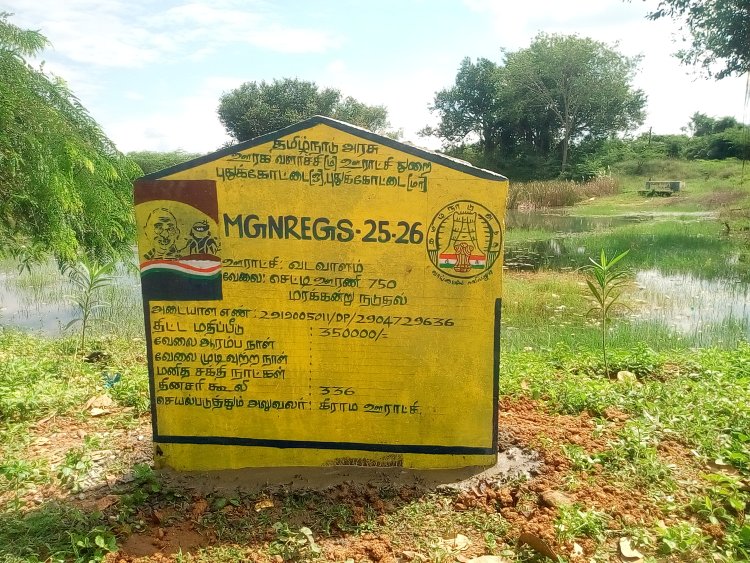 தமிழ்நாடு அரசு
ஊரக வளர்ச்சி (ம) ஊராட்சி துறை
புதுக்கோட்டை(ஒ),புதுக்கோட்டை(மா)
MGNREGS-25-26
ஊராட்சி: வடவாளம்
வேலை: செட்டி ஊரணி 750
மரக்கன்று நடுதல்
அடையாள எண் : 2919005011/DP/2904729636
திட்ட மதிப்பீடு : 350000/-
வேலை ஆரம்ப நாள் :
வேலை முடிவுற்ற நாள் :
மனித சக்தி நாட்கள் :
தினசரி கூலி : 336
செயல்படுத்தும் அலுவலர் : கிராம ஊராட்சி